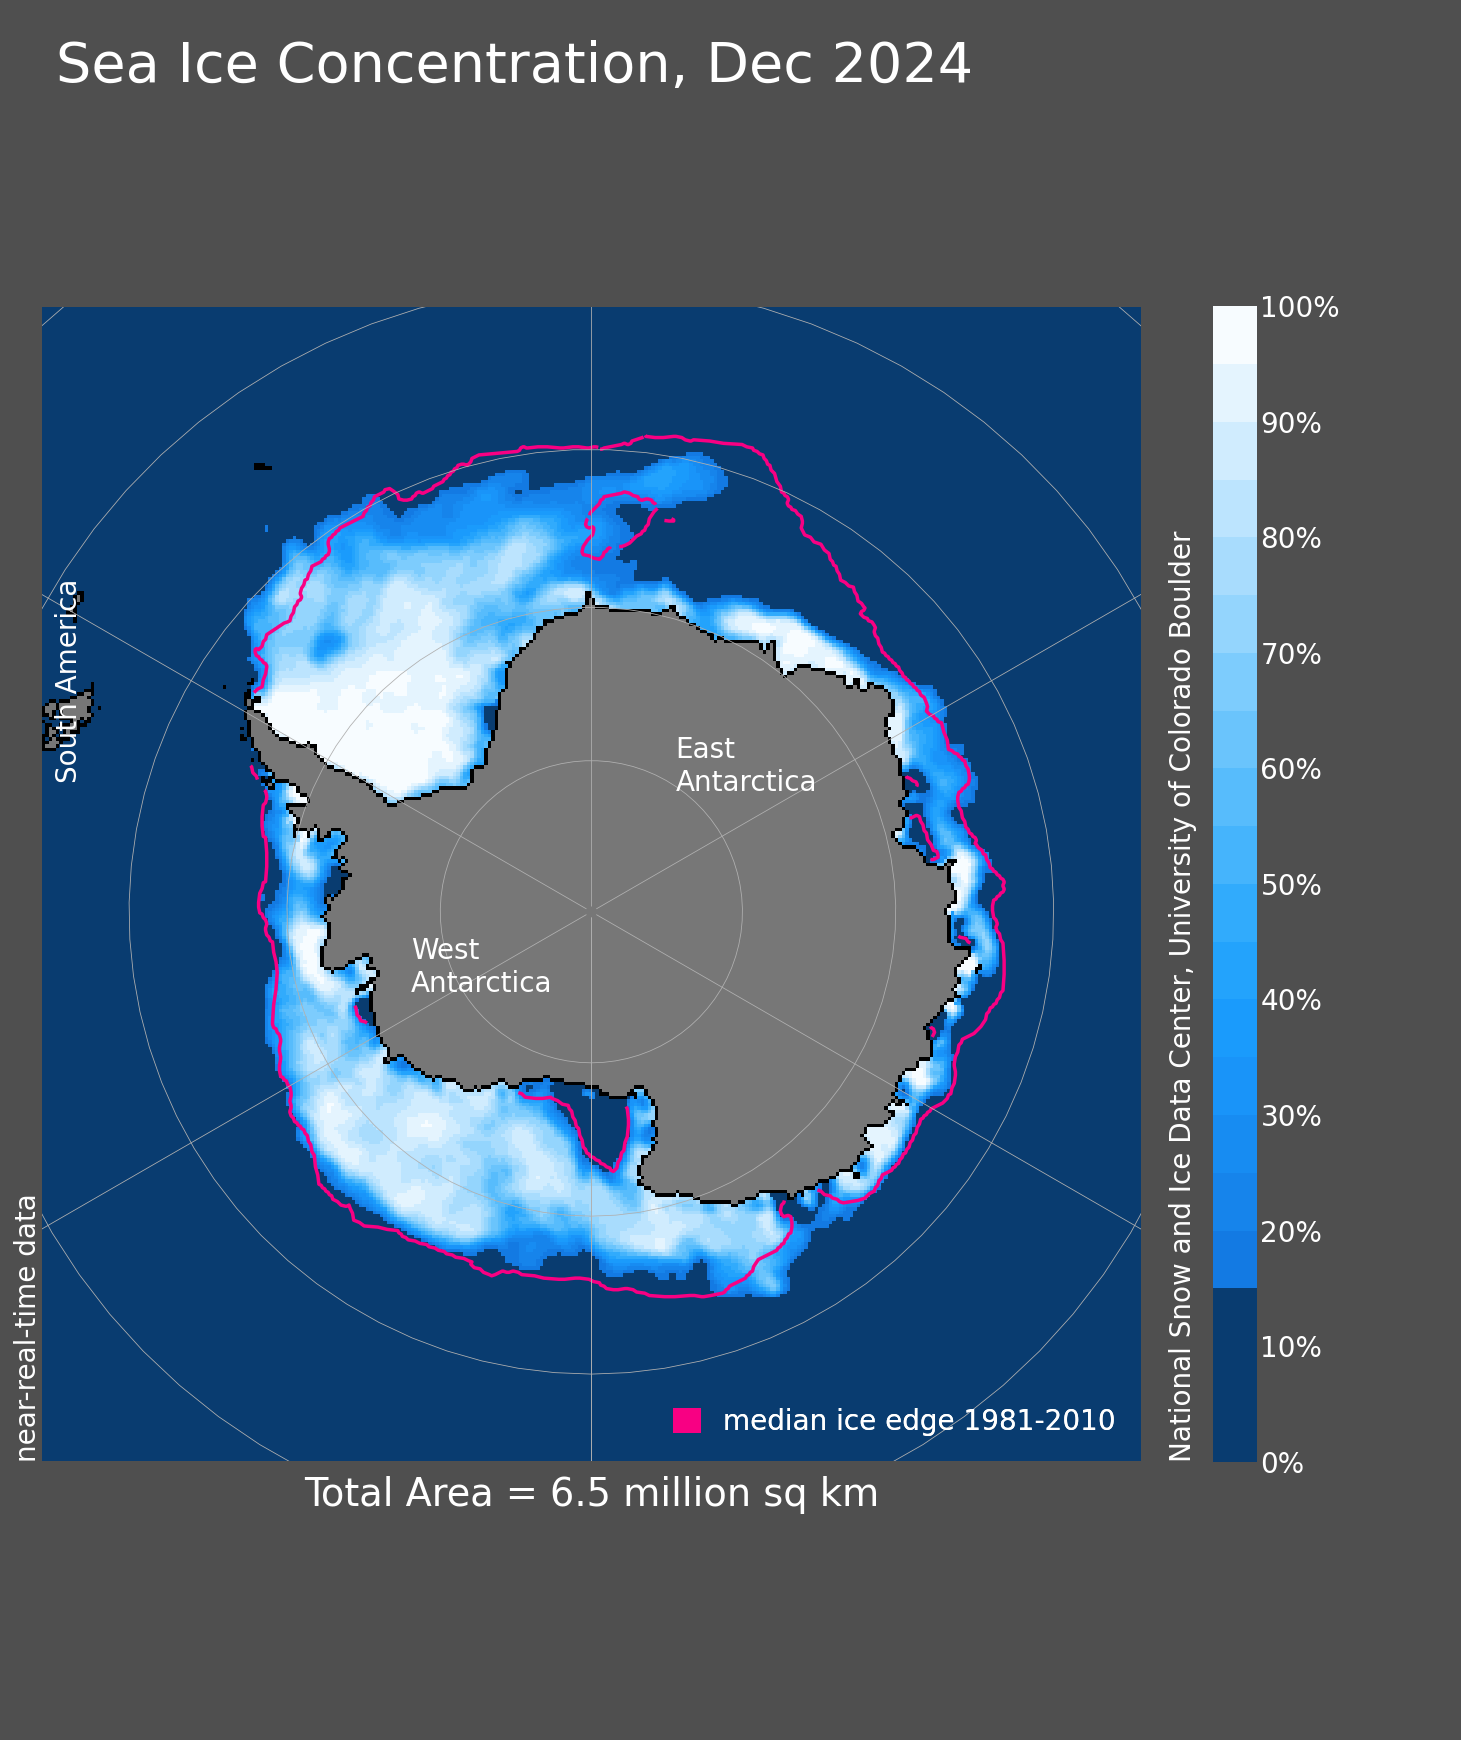 Sea Ice Concentration, Dec 2024
South America
near-real-time data
East
Antarctica
West
Antarctica
median ice edge 1981-2010
Total Area = 6.5 million sq km
National Snow and Ice Data Center, University of Colorado Boulder
100%
90%
80%
70%
60%
50%
40%
30%
20%
10%
0%